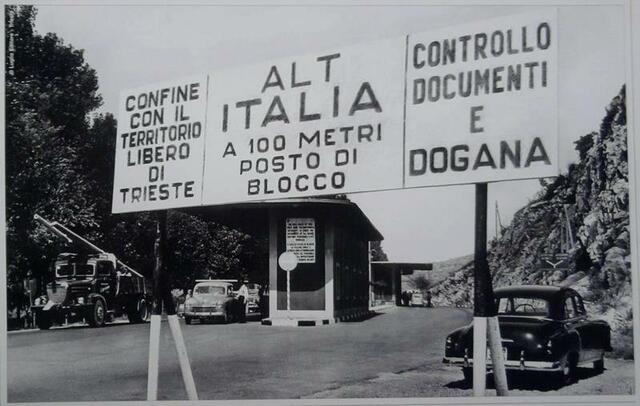 CONFINE
CON IL
TERRITORIO
LIBERO
DI
TRIESTE
ALT
ITALIA
A 100 METRI
POSTO DI
BLOCCO
CONTROLLO
DOCUMENTI
E
DOGANA